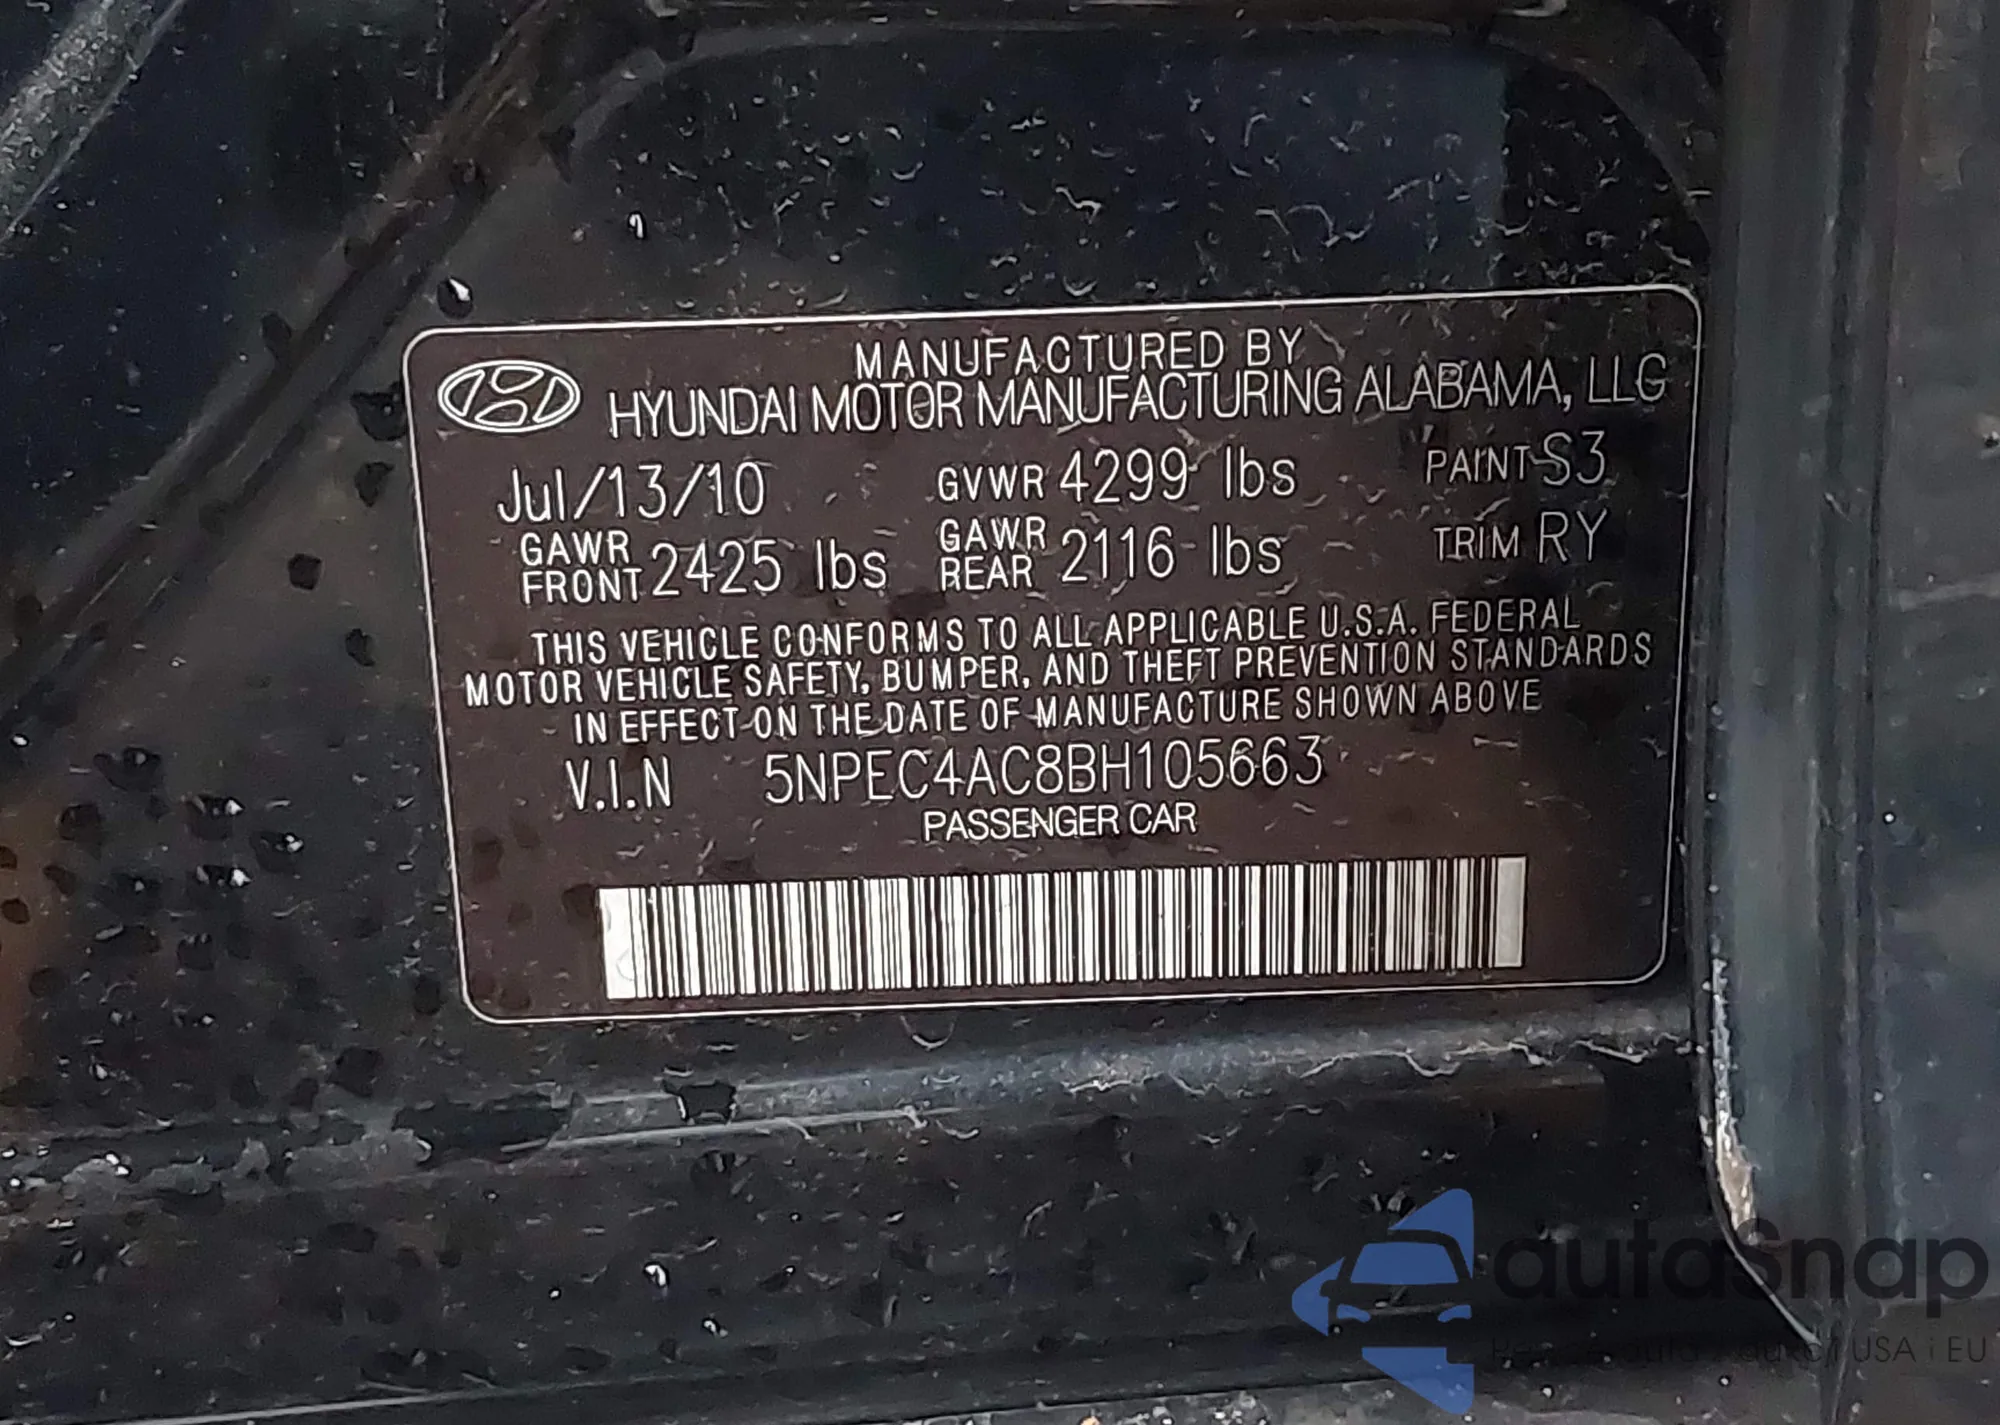 MANUFACTURED BY
HYUNDAI MOTOR MANUFACTURING ALABAMA, LLC
Jul/13/10 GVWR 4299 lbs PAINT S3
GAWR FRONT 2425 lbs GAWR REAR 2116 lbs TRIM RY
THIS VEHICLE CONFORMS TO ALL APPLICABLE U.S.A. FEDERAL
MOTOR VEHICLE SAFETY, BUMPER, AND THEFT PREVENTION STANDARDS
IN EFFECT ON THE DATE OF MANUFACTURE SHOWN ABOVE
V.I.N 5NPEC4AC8BH105663
PASSENGER CAR
autaSnap
USA i EU